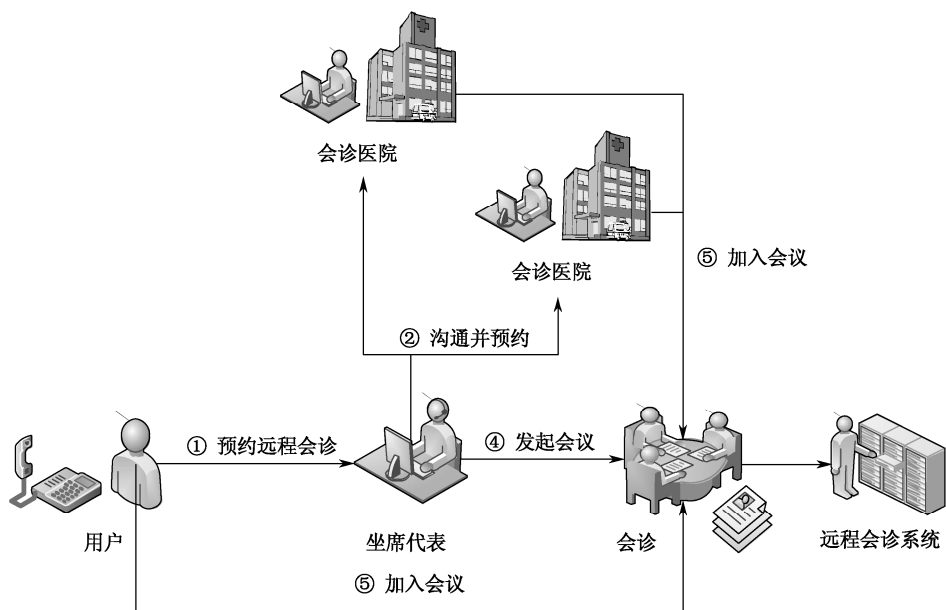 会诊医院
会诊医院
⑤ 加入会议
② 沟通并预约
① 预约远程会诊
④ 发起会议
用户
坐席代表
会诊
远程会诊系统
⑤ 加入会议